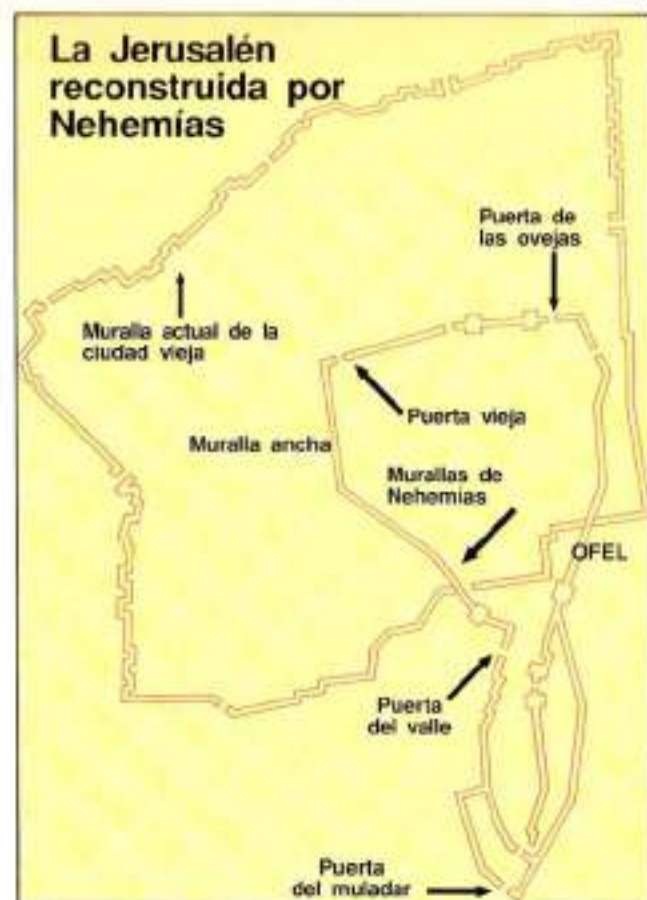 La Jerusalén
reconstruida por
Nehemías
Puerta de
las ovejas
Muralla actual de la
ciudad vieja
Puerta vieja
Muralla ancha
Murallas de
Nehemías
OFEL
Puerta
del valle
Puerta
del muladar